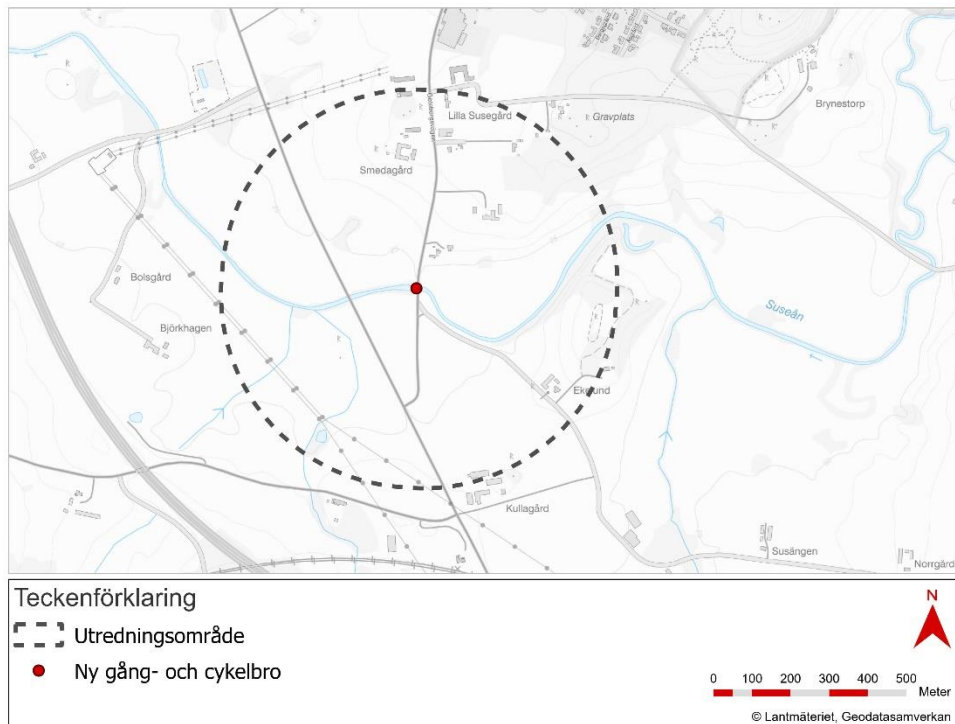 Brynestorp
Lilla Susegård
Gravplats
Smedagård
Bolsgård
Suseån
Björkhagen
Ekelund
Kullagård
Susängen
Norrgård
Teckenförklaring
Utredningsområde
Ny gång- och cykelbro
N
0 100 200 300 400 500
Meter
© Lantmäteriet, Geodatasamverkan